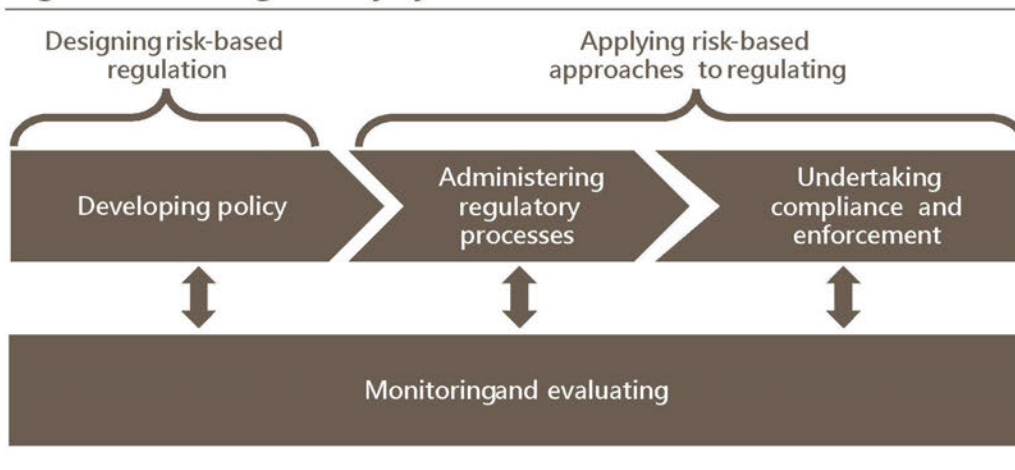 Designing risk-based
regulation
Applying risk-based
approaches to regulating
Developing policy
Administering
regulatory
processes
Undertaking
compliance and
enforcement
Monitoringand evaluating